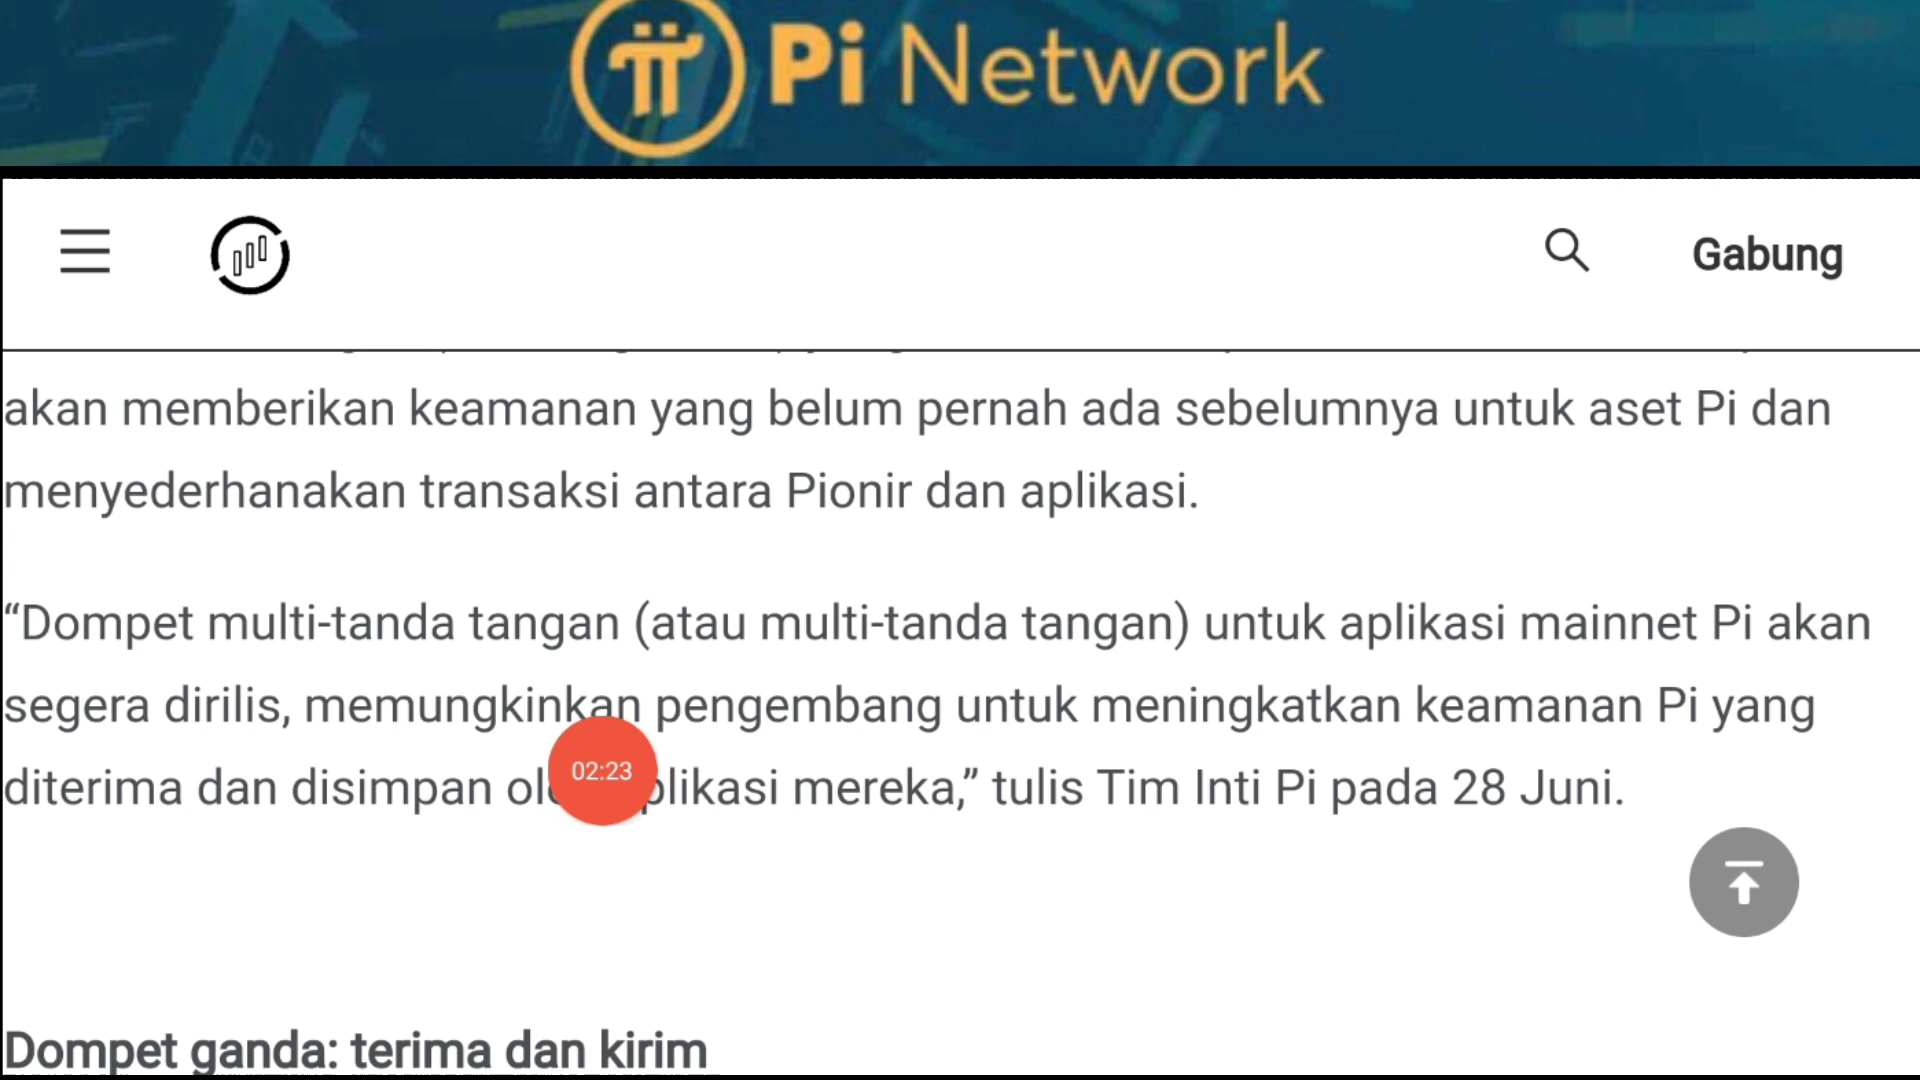 Pi Network
Gabung
akan memberikan keamanan yang belum pernah ada sebelumnya untuk aset Pi dan
menyederhanakan transaksi antara Pionir dan aplikasi.
“Dompet multi-tanda tangan (atau multi-tanda tangan) untuk aplikasi mainnet Pi akan
segera dirilis, memungkinkan pengembang untuk meningkatkan keamanan Pi yang
diterima dan disimpan mereka,” tulis Tim Inti Pi pada 28 Juni.
02:23
Dompet ganda: terima dan kirim